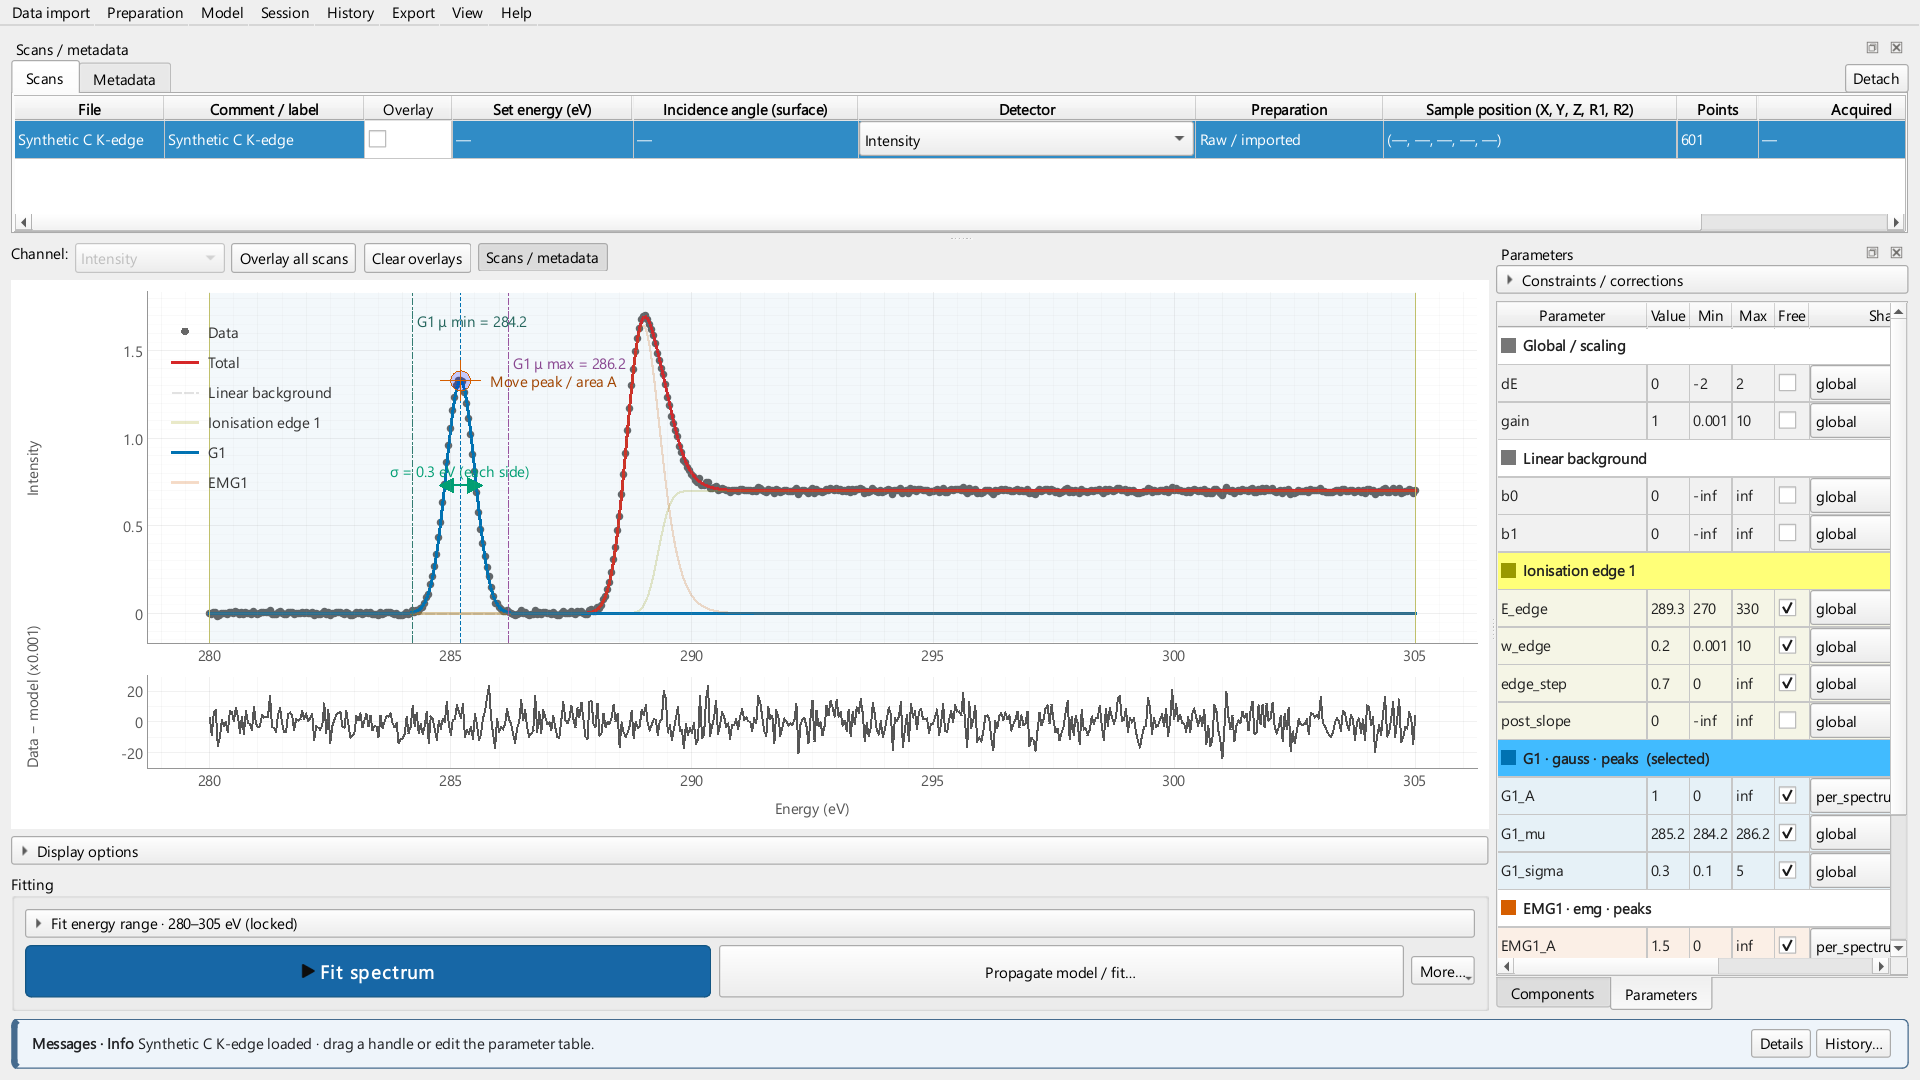 Data import Preparation Model Session History Export View Help
Scans / metadata
Scans Metadata Detach
File Comment / label Overlay Set energy (eV) Incidence angle (surface) Detector Preparation Sample position (X, Y, Z, R1, R2) Points Acquired
Synthetic C K-edge Synthetic C K-edge — — Intensity Raw / imported (—, —, —, —, —) 601 —
Channel: Intensity Overlay all scans Clear overlays Scans / metadata
Data
Total
Linear background
Ionisation edge 1
G1
EMG1
G1 μ min = 284.2
G1 μ max = 286.2
Move peak / area A
σ = 0.3 eV (each side)
Intensity
1.5
1.0
0.5
0
280 285 290 295 300 305
Data − model (x0.001)
20
0
-20
280 285 290 295 300 305
Energy (eV)
Display options
Fitting
Fit energy range · 280–305 eV (locked)
Fit spectrum Propagate model / fit... More...
Parameters
Constraints / corrections
Parameter Value Min Max Free Sha
Global / scaling
dE 0 -2 2 global
gain 1 0.001 10 global
Linear background
b0 0 -inf inf global
b1 0 -inf inf global
Ionisation edge 1
E_edge 289.3 270 330 global
w_edge 0.2 0.001 10 global
edge_step 0.7 0 inf global
post_slope 0 -inf inf global
G1 · gauss · peaks (selected)
G1_A 1 0 inf per_spectru
G1_mu 285.2 284.2 286.2 global
G1_sigma 0.3 0.1 5 global
EMG1 · emg · peaks
EMG1_A 1.5 0 inf per_spectru
Components Parameters
Messages · Info Synthetic C K-edge loaded · drag a handle or edit the parameter table.
Details History...